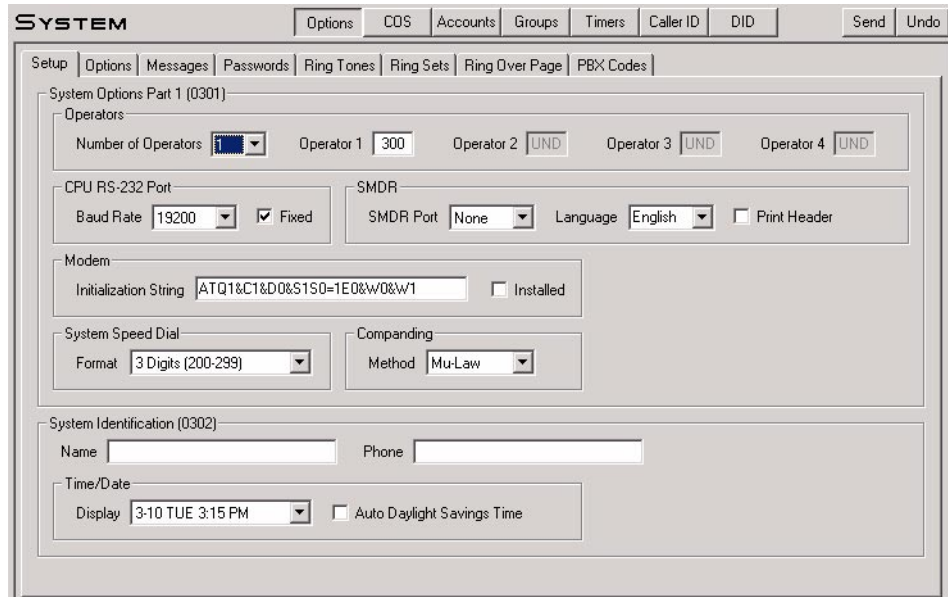 SYSTEM Options COS Accounts Groups Timers Caller ID DID Send Undo
Setup Options Messages Passwords Ring Tones Ring Sets Ring Over Page PBX Codes
System Options Part 1 (0301)
Operators
Number of Operators 1 Operator 1 300 Operator 2 UND Operator 3 UND Operator 4 UND
CPU RS-232 Port SMDR
Baud Rate 19200 Fixed SMDR Port None Language English Print Header
Modem
Initialization String ATQ1&C1&D0&S1S0=1E0&W0&W1 Installed
System Speed Dial Companding
Format 3 Digits (200-299) Method Mu-Law
System Identification (0302)
Name Phone
Time/Date
Display 3-10 TUE 3:15 PM Auto Daylight Savings Time